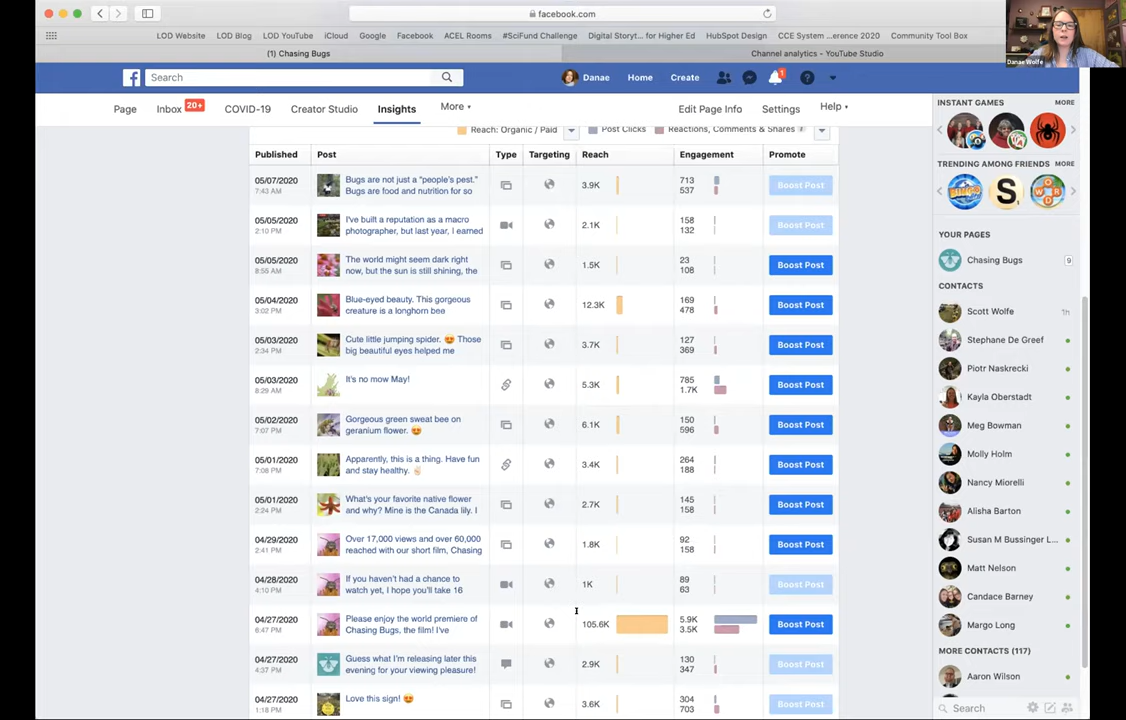 facebook.com
LOD Website LOD Blog LOD YouTube iCloud Google Facebook ACEL Rooms #SciFund Challenge Digital Storyt...for Higher Ed HubSpot Design CCE System ...erence 2020 Community Tool Box
Danae Wolfe
(1) Chasing Bugs Channel analytics - YouTube Studio
Search Danae Home Create 1
Page Inbox 20+ COVID-19 Creator Studio Insights More Edit Page Info Settings Help
INSTANT GAMES MORE
Reach: Organic / Paid Post Clicks Reactions, Comments & Shares
Published Post Type Targeting Reach Engagement Promote
05/07/2020 Bugs are not just a "people's pest." 3.9K 713 Boost Post
7:43 AM Bugs are food and nutrition for so 537
05/05/2020 I've built a reputation as a macro 2.1K 158 Boost Post
2:10 PM photographer, but last year, I earned 132
05/05/2020 The world might seem dark right 1.5K 23 Boost Post
8:55 AM now, but the sun is still shining, the 108
05/04/2020 Blue-eyed beauty. This gorgeous 12.3K 169 Boost Post
3:02 PM creature is a longhorn bee 478
05/03/2020 Cute little jumping spider. 😍 Those 3.7K 127 Boost Post
2:34 PM big beautiful eyes helped me 369
05/03/2020 It's no mow May! 5.3K 785 Boost Post
8:29 AM 1.7K
05/02/2020 Gorgeous green sweat bee on 6.1K 150 Boost Post
7:07 PM geranium flower. 😍 596
05/01/2020 Apparently, this is a thing. Have fun 3.4K 264 Boost Post
7:08 PM and stay healthy. ✌🏻 188
05/01/2020 What's your favorite native flower 2.7K 145 Boost Post
2:24 PM and why? Mine is the Canada lily. I 158
04/29/2020 Over 17,000 views and over 60,000 1.8K 92 Boost Post
2:41 PM reached with our short film, Chasing 158
04/28/2020 If you haven't had a chance to 1K 89 Boost Post
4:10 PM watch yet, I hope you'll take 16 63
04/27/2020 Please enjoy the world premiere of 105.6K 5.9K Boost Post
6:47 PM Chasing Bugs, the film! I've 3.5K
04/27/2020 Guess what I'm releasing later this 2.9K 130 Boost Post
4:37 PM evening for your viewing pleasure! 347
04/27/2020 Love this sign! 😍 3.6K 304 Boost Post
1:18 PM 703
TRENDING AMONG FRIENDS MORE
S
YOUR PAGES
Chasing Bugs 9
CONTACTS
Scott Wolfe 1h
Stephane De Greef
Piotr Naskrecki
Kayla Oberstadt
Meg Bowman
Molly Holm
Nancy Miorelli
Alisha Barton
Susan M Bussinger L...
Matt Nelson
Candace Barney
Margo Long
MORE CONTACTS (117)
Aaron Wilson
Search